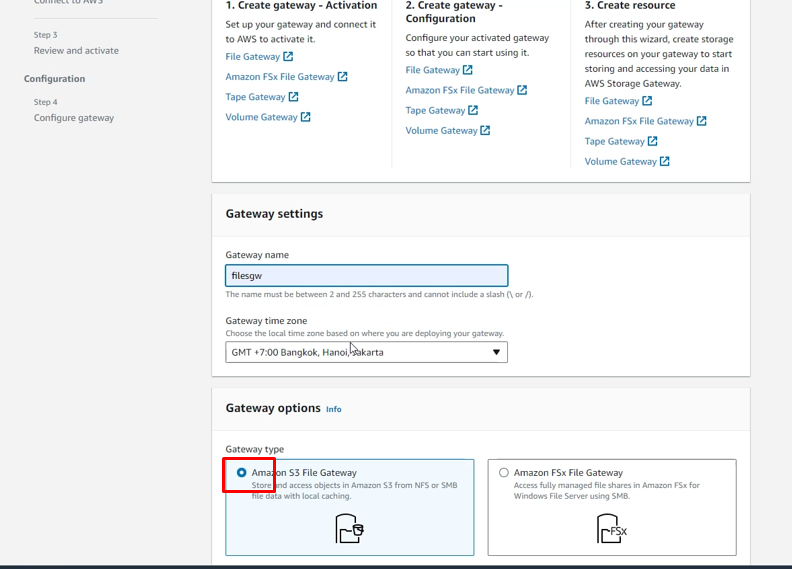 Connect to AWS
Step 3
Review and activate
Configuration
Step 4
Configure gateway
1. Create gateway - Activation
Set up your gateway and connect it
to AWS to activate it.
File Gateway
Amazon FSx File Gateway
Tape Gateway
Volume Gateway
2. Create gateway -
Configuration
Configure your activated gateway
so that you can start using it.
File Gateway
Amazon FSx File Gateway
Tape Gateway
Volume Gateway
3. Create resource
After creating your gateway
through this wizard, create storage
resources on your gateway to start
storing and accessing your data in
AWS Storage Gateway.
File Gateway
Amazon FSx File Gateway
Tape Gateway
Volume Gateway
Gateway settings
Gateway name
filesgw
The name must be between 2 and 255 characters and cannot include a slash (\ or /).
Gateway time zone
Choose the local time zone based on where you are deploying your gateway.
GMT +7:00 Bangkok, Hanoi, Jakarta
Gateway options Info
Gateway type
Amazon S3 File Gateway
Store and access objects in Amazon S3 from NFS or SMB
file data with local caching.
Amazon FSx File Gateway
Access fully managed file shares in Amazon FSx for
Windows File Server using SMB.
FSx